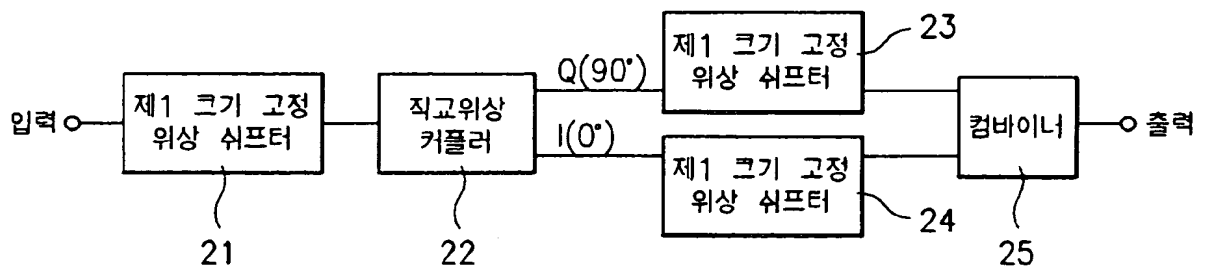 입력
제1 크기 고정
위상 쉬프터
21
직교위상
커플러
22
Q(90°)
I(0°)
제1 크기 고정
위상 쉬프터
23
제1 크기 고정
위상 쉬프터
24
컴바이너
25
출력